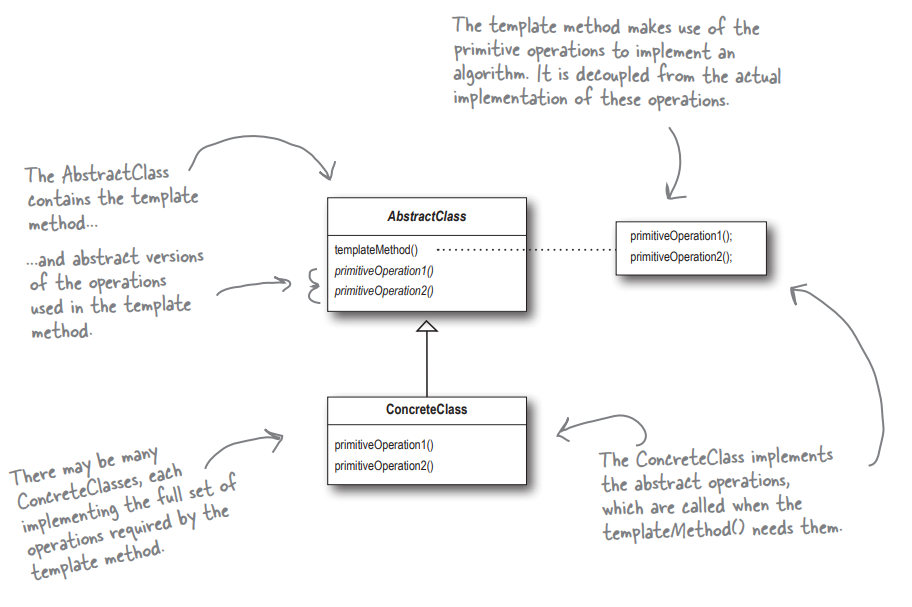 The template method makes use of the
primitive operations to implement an
algorithm. It is decoupled from the actual
implementation of these operations.
The AbstractClass
contains the template
method...
...and abstract versions
of the operations
used in the template
method.
AbstractClass
templateMethod()
primitiveOperation1()
primitiveOperation2()
primitiveOperation1();
primitiveOperation2();
ConcreteClass
primitiveOperation1()
primitiveOperation2()
There may be many
ConcreteClasses, each
implementing the full set of
operations required by the
template method.
The ConcreteClass implements
the abstract operations,
which are called when the
templateMethod() needs them.